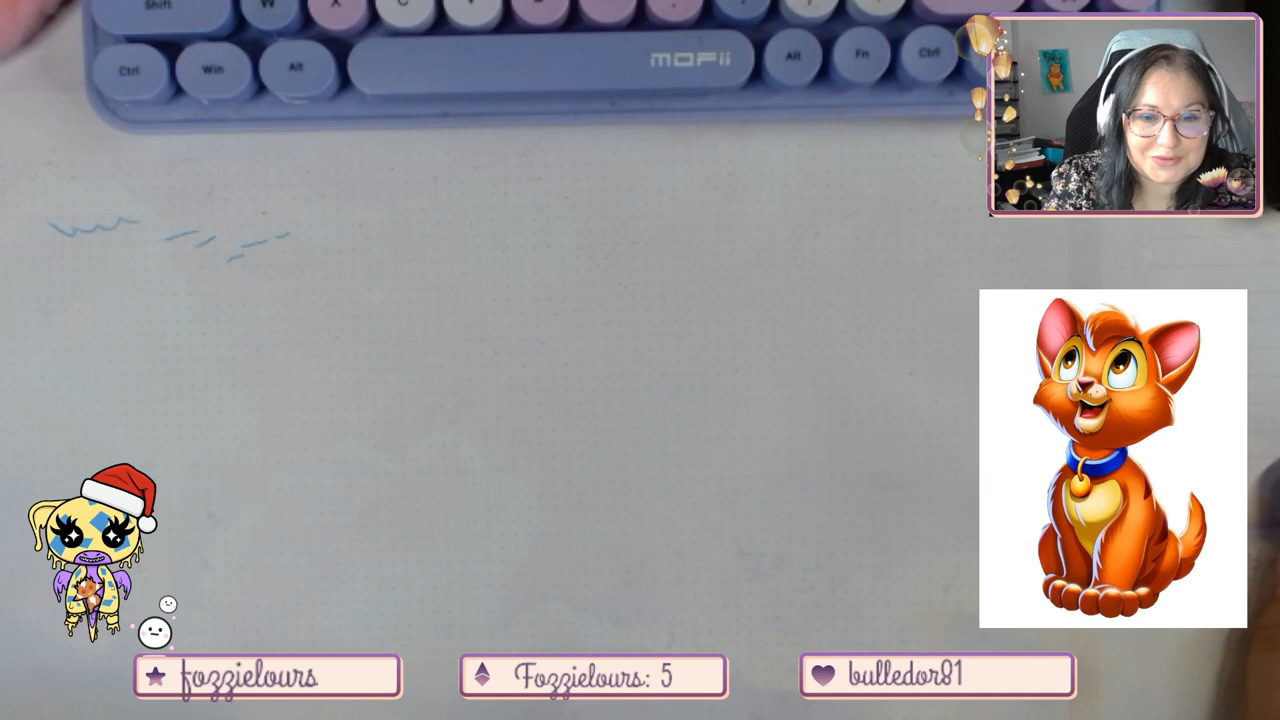 Shift W X C V
Ctrl Win Alt MOFii Alt Fn Ctrl
fozzielours
Fozzielours: 5
bulledor81